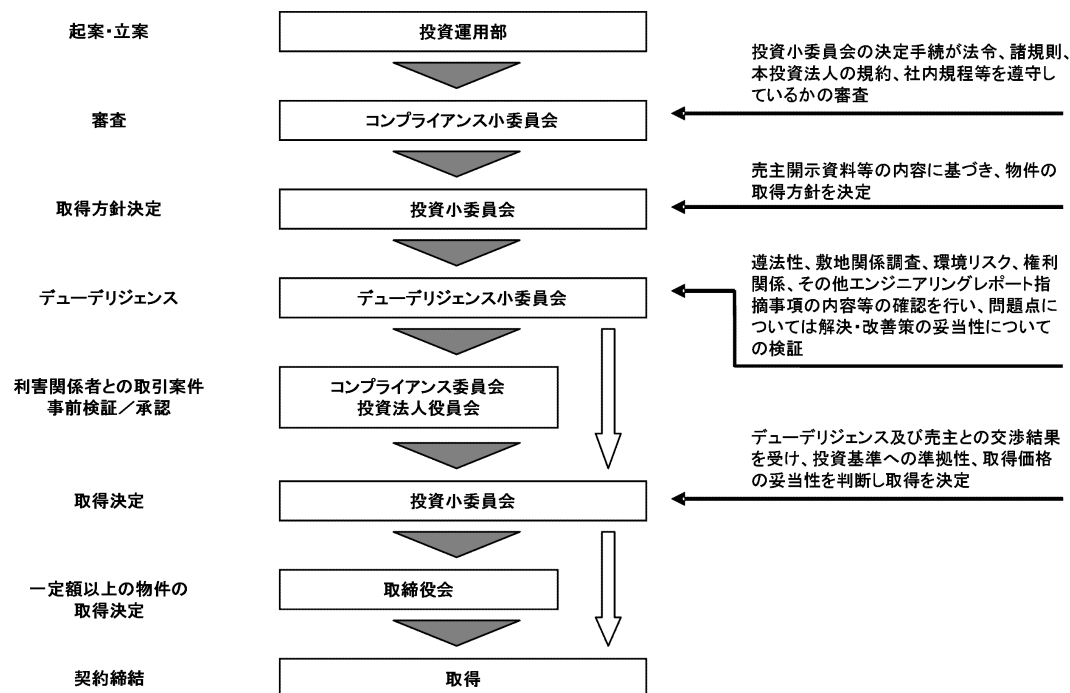 起案・立案
投資運用部
投資小委員会の決定手続が法令、諸規則、
本投資法人の規約、社内規程等を遵守し
ているかの審査
審査
コンプライアンス小委員会
売主開示資料等の内容に基づき、物件の
取得方針を決定
取得方針決定
投資小委員会
遵法性、敷地関係調査、環境リスク、権利
関係、その他エンジニアリングレポート指
摘事項の内容等の確認を行い、問題点に
ついては解決・改善策の妥当性について
の検証
デューデリジェンス
デューデリジェンス小委員会
利害関係者との取引案件
事前検証／承認
コンプライアンス委員会
投資法人役員会
デューデリジェンス及び売主との交渉結果
を受け、投資基準への準拠性、取得価格
の妥当性を判断し取得を決定
取得決定
投資小委員会
一定額以上の物件の
取得決定
取締役会
契約締結
取得